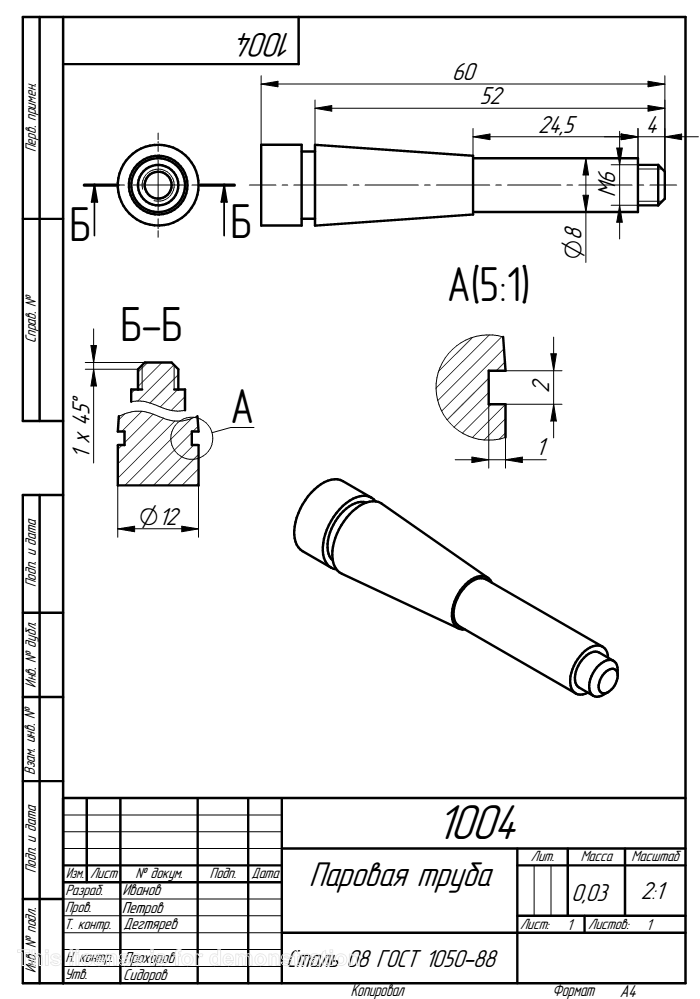 1004
60
52
24,5
4
M6
Ø8
Б
Б
Перв. примен.
Справ. №
А(5:1)
Б-Б
А
1 x 45°
Ø12
2
1
Подп. и дата
Инв. № дубл.
Взам. инв. №
Подп. и дата
Инв. № подл.
1004
Изм. Лист № докум. Подп. Дата
Разраб. Иванов
Пров. Петров
Т. контр. Дегтярев
Н. контр. Прохоров
Утв. Сидоров
Паровая труба
Лит. Масса Масштаб
0,03 2:1
Лист 1 Листов 1
Сталь 08 ГОСТ 1050-88
Копировал Формат А4